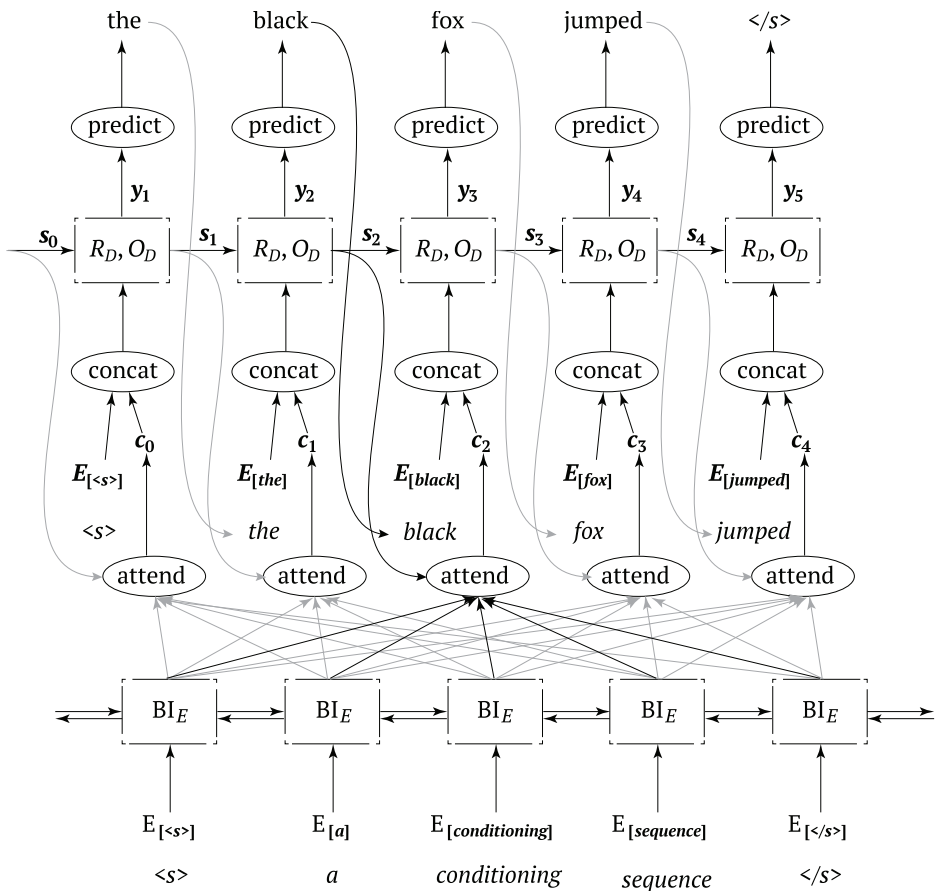 the black fox jumped </s>
predict predict predict predict predict
y1 y2 y3 y4 y5
s0 s1 s2 s3 s4
RD, OD RD, OD RD, OD RD, OD RD, OD
concat concat concat concat concat
c0 c1 c2 c3 c4
E[<s>] E[the] E[black] E[fox] E[jumped]
<s> the black fox jumped
attend attend attend attend attend
BIE BIE BIE BIE BIE
E[<s>] E[a] E[conditioning] E[sequence] E[</s>]
<s> a conditioning sequence </s>